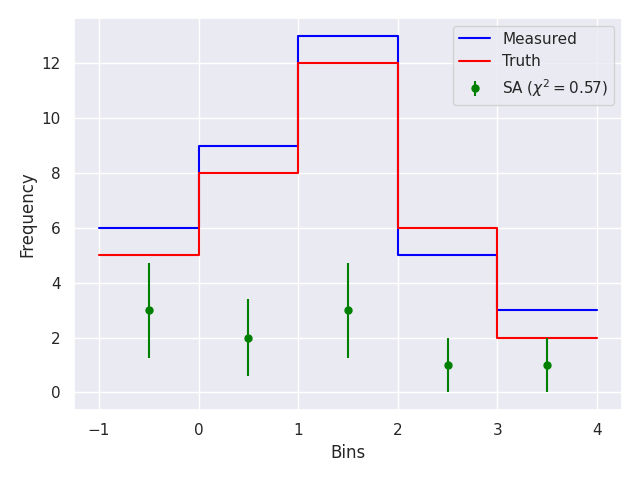 Measured
Truth
SA (χ² = 0.57)
Frequency
12
10
8
6
4
2
0
−1 0 1 2 3 4
Bins